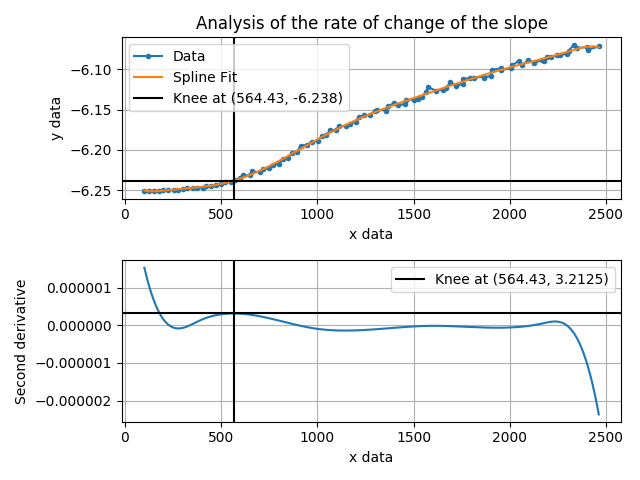 Analysis of the rate of change of the slope
Data
Spline Fit
Knee at (564.43, -6.238)
y data
−6.10
−6.15
−6.20
−6.25
0 500 1000 1500 2000 2500
x data
Knee at (564.43, 3.2125)
Second derivative
0.000001
0.000000
−0.000001
−0.000002
0 500 1000 1500 2000 2500
x data